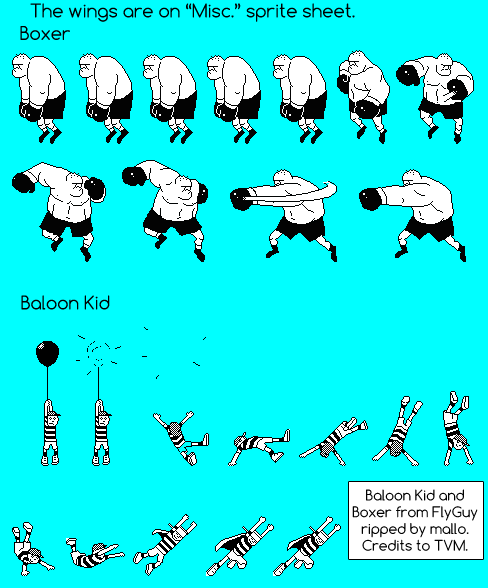 The wings are on “Misc.” sprite sheet.
Boxer
Baloon Kid
Baloon Kid and
Boxer from FlyGuy
ripped by mallo.
Credits to TVM.